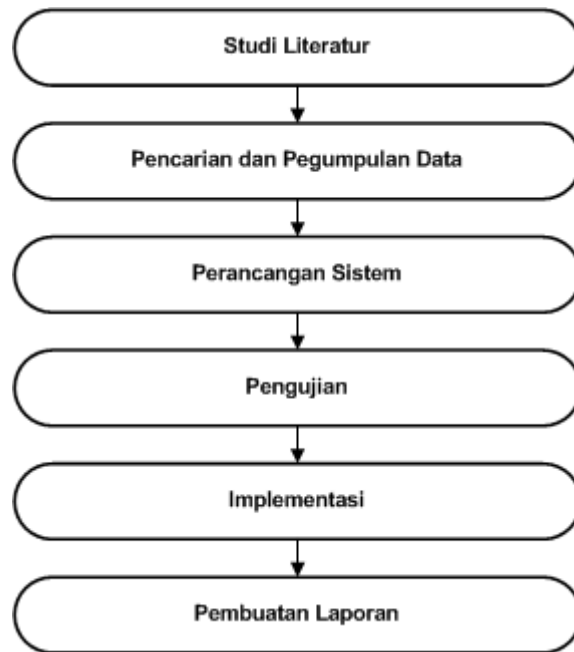 Studi Literatur
Pencarian dan Pegumpulan Data
Perancangan Sistem
Pengujian
Implementasi
Pembuatan Laporan